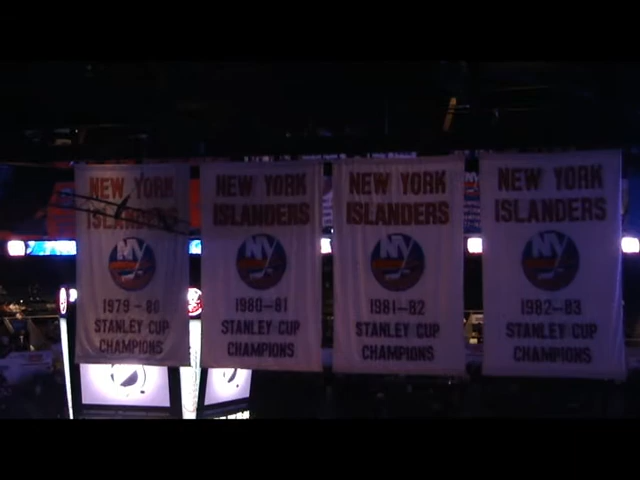 NEW YORK
ISLANDERS
NY
1979-80
STANLEY CUP
CHAMPIONS
NEW YORK
ISLANDERS
NY
1980-81
STANLEY CUP
CHAMPIONS
NEW YORK
ISLANDERS
NY
1981-82
STANLEY CUP
CHAMPIONS
NEW YORK
ISLANDERS
NY
1982-83
STANLEY CUP
CHAMPIONS